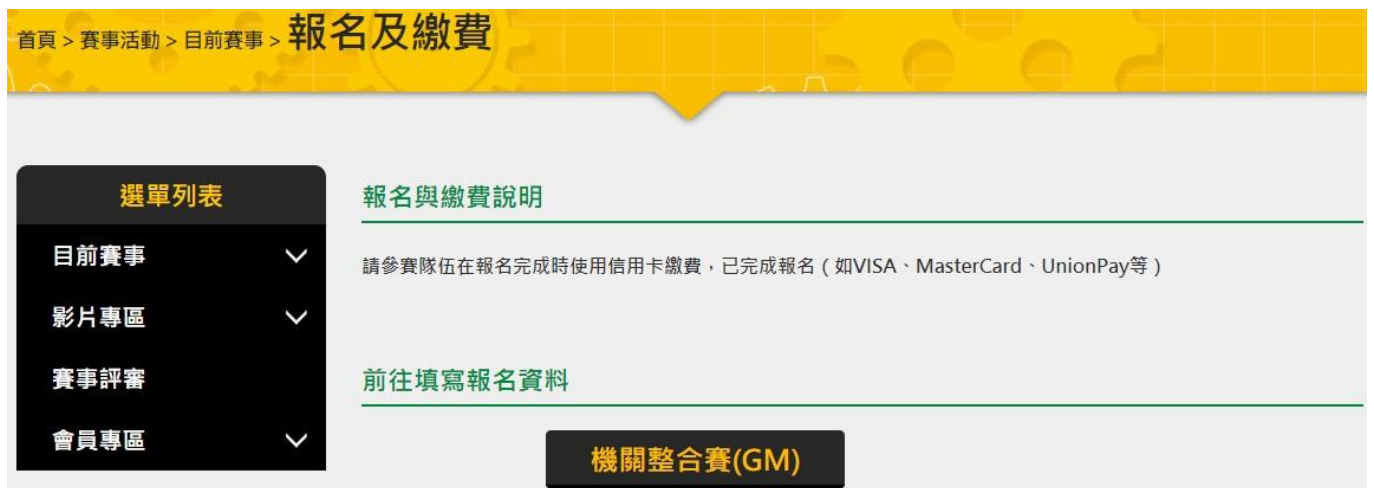 首頁 > 賽事活動 > 目前賽事 > 報名及繳費
選單列表
目前賽事
影片專區
賽事評審
會員專區
報名與繳費說明
請參賽隊伍在報名完成時使用信用卡繳費，已完成報名 ( 如VISA、MasterCard、UnionPay等 )
前往填寫報名資料
機關整合賽(GM)